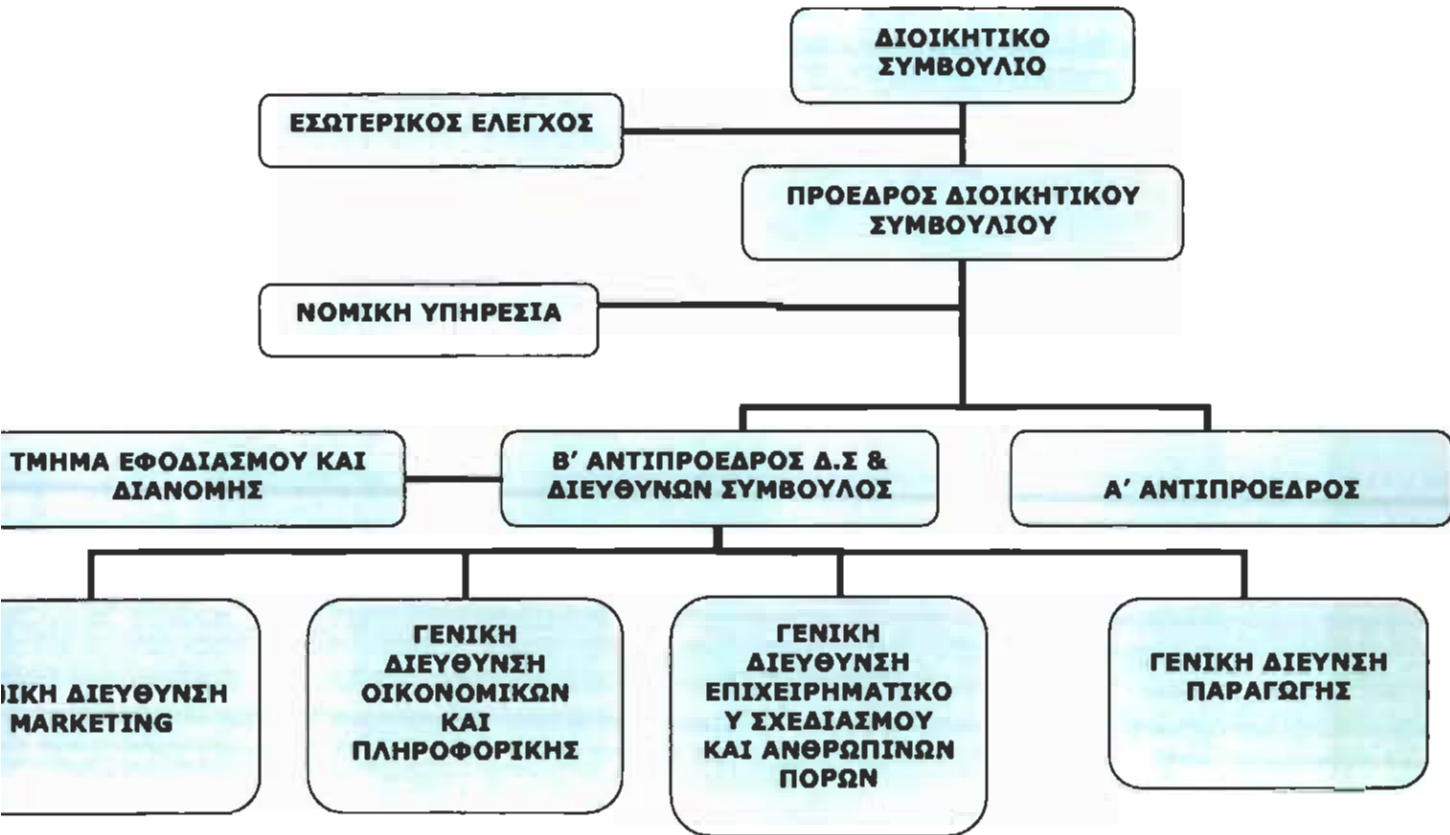 ΔΙΟΙΚΗΤΙΚΟ
ΣΥΜΒΟΥΛΙΟ
ΕΣΩΤΕΡΙΚΟΣ ΕΛΕΓΧΟΣ
ΠΡΟΕΔΡΟΣ ΔΙΟΙΚΗΤΙΚΟΥ
ΣΥΜΒΟΥΛΙΟΥ
ΝΟΜΙΚΗ ΥΠΗΡΕΣΙΑ
ΤΜΗΜΑ ΕΦΟΔΙΑΣΜΟΥ ΚΑΙ
ΔΙΑΝΟΜΗΣ
Β΄ ΑΝΤΙΠΡΟΕΔΡΟΣ Δ.Σ &
ΔΙΕΥΘΥΝΩΝ ΣΥΜΒΟΥΛΟΣ
Α΄ ΑΝΤΙΠΡΟΕΔΡΟΣ
ΔΙΕΥΘΥΝΣΗ
MARKETING
ΓΕΝΙΚΗ
ΔΙΕΥΘΥΝΣΗ
ΟΙΚΟΝΟΜΙΚΩΝ
ΚΑΙ
ΠΛΗΡΟΦΟΡΙΚΗΣ
ΓΕΝΙΚΗ
ΔΙΕΥΘΥΝΣΗ
ΕΠΙΧΕΙΡΗΜΑΤΙΚΟ
Υ ΣΧΕΔΙΑΣΜΟΥ
ΚΑΙ ΑΝΘΡΩΠΙΝΩΝ
ΠΟΡΩΝ
ΓΕΝΙΚΗ ΔΙΕΥΝΣΗ
ΠΑΡΑΓΩΓΗΣ